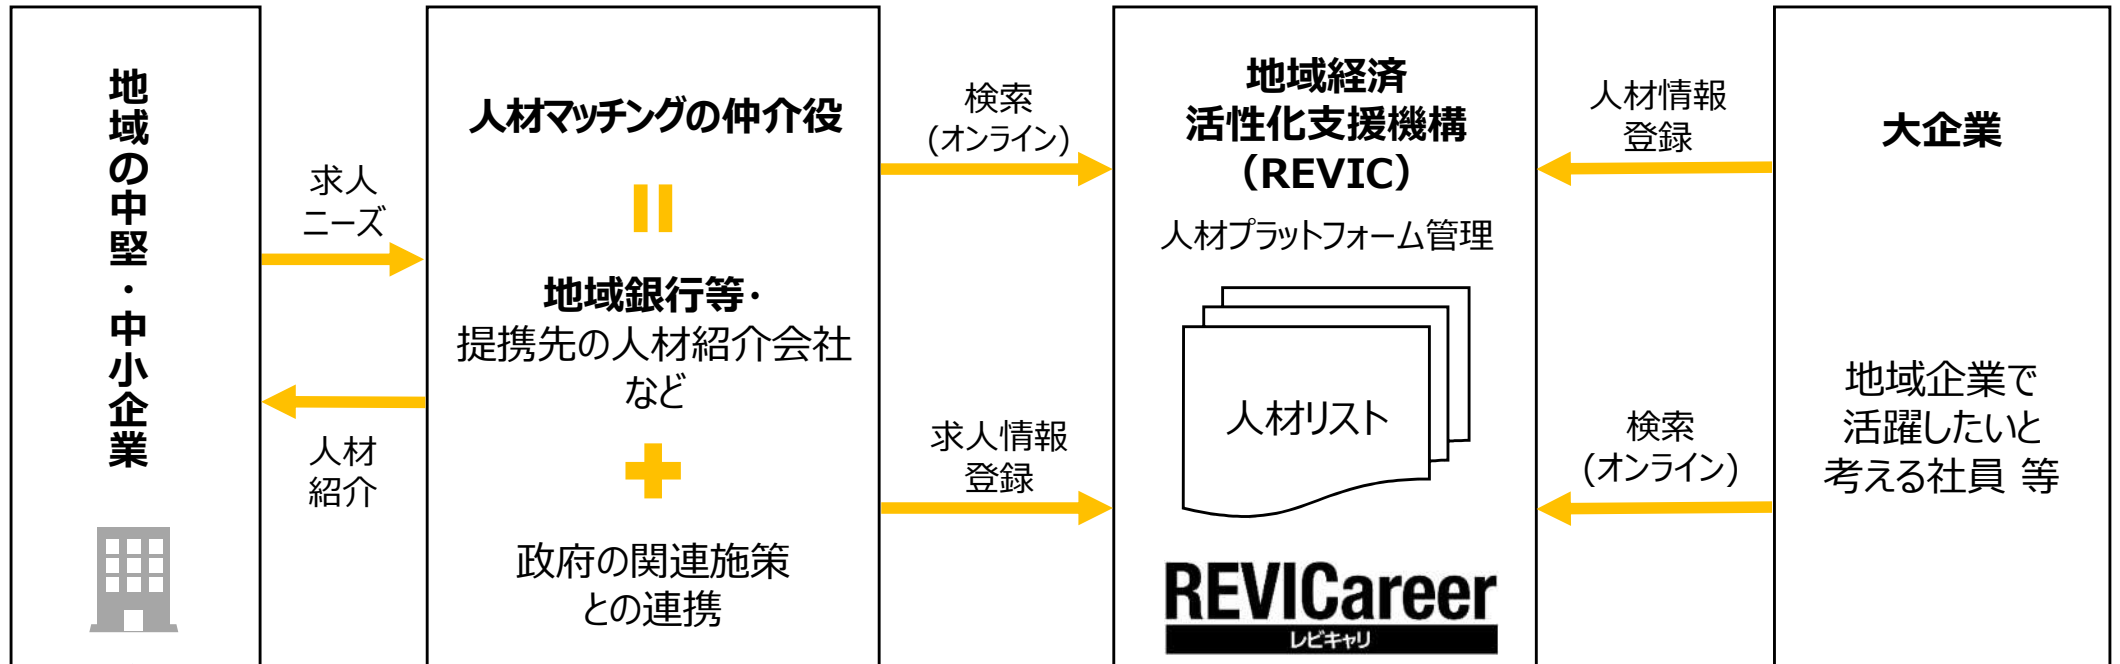 地域の中堅・中小企業
求人
ニーズ
人材
紹介
人材マッチングの仲介役
地域銀行等・
提携先の人材紹介会社
など
政府の関連施策
との連携
検索
(オンライン)
求人情報
登録
地域経済
活性化支援機構
（REVIC）
人材プラットフォーム管理
人材リスト
REVICareer
レビキャリ
人材情報
登録
検索
(オンライン)
大企業
地域企業で
活躍したいと
考える社員 等